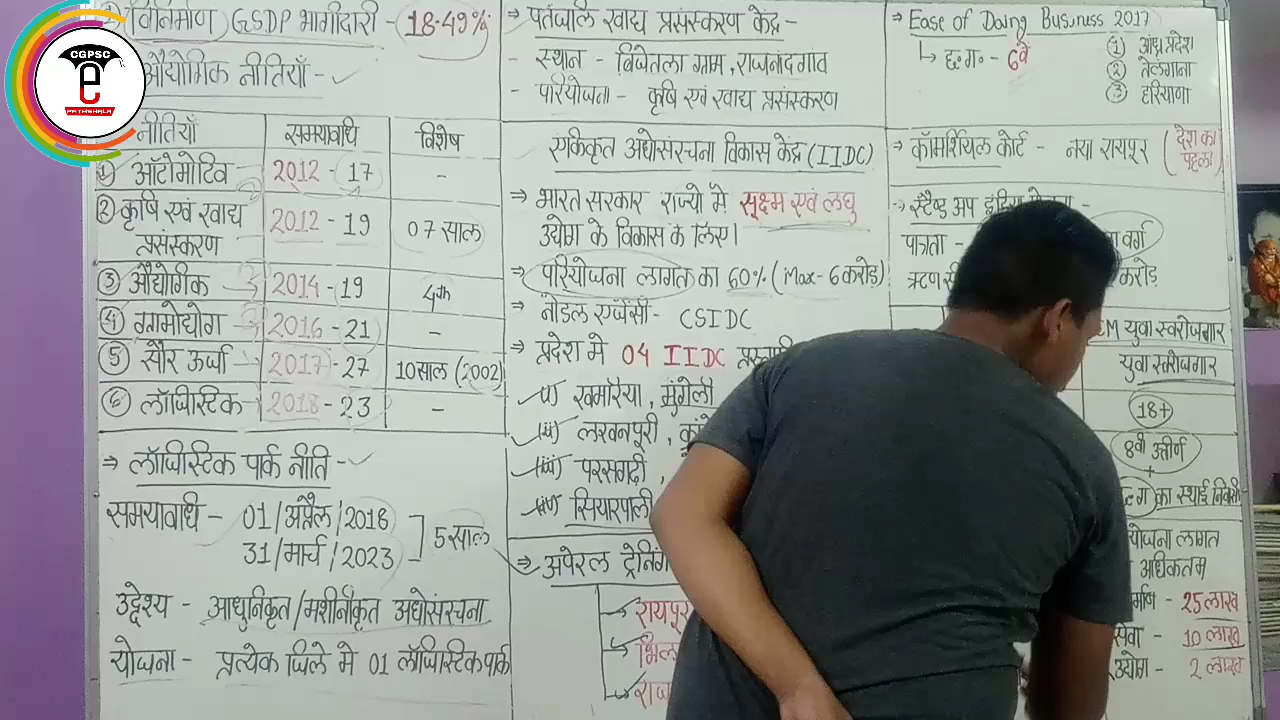 CGPSC
e
PATHSHALA
विनिर्माण GSDP भागीदारी - 18.49%
औद्योगिक नीतियाँ -
नीतियाँ समयावधि विशेष
① ऑटोमोटिव 2012 - 17 -
② कृषि एवं खाद्य प्रसंस्करण 2012 - 19 07 साल
③ औद्योगिक 2014 - 19 4th
④ ग्रामोद्योग 2016 - 21 -
⑤ सौर ऊर्जा 2017 - 27 10साल (2002)
⑥ लॉजिस्टिक 2018 - 23 -
⇒ लॉजिस्टिक पार्क नीति -
समयावधि - 01/अप्रैल/2018
31/मार्च/2023
5 साल
उद्देश्य - आधुनिकृत/मशीनीकृत अधोसंरचना
योजना - प्रत्येक जिले मे 01 लॉजिस्टिक पार्क
⇒ पतंजलि खाद्य प्रसंस्करण केंद्र -
- स्थान - बिजेतला ग्राम, राजनांदगांव
- परियोजना - कृषि एवं खाद्य प्रसंस्करण
एकीकृत अधोसंरचना विकास केंद्र (IIDC)
⇒ भारत सरकार राज्यो मे सूक्ष्म एवं लघु
उद्योग के विकास के लिए।
⇒ परियोजना लागत का 60% (Max - 6 करोड़)
⇒ नोडल एजेंसी - CSIDC
⇒ प्रदेश मे 04 IIDC
(i) खमरिया, मुंगेली
(ii) लखनपुरी,
(iii) परसगढ़ी,
(iv) सियारपाली
⇒ अपेरल ट्रेनिंग
रायपुर
⇒ Ease of Doing Business 2017
छ.ग. - 6वें
① आंध्र प्रदेश
② तेलंगाना
③ हरियाणा
⇒ कॉमर्शियल कोर्ट - नया रायपुर (देश का
पहला)
स्टैण्ड अप इंडिया
पात्रता - वर्ग
करोड़
युवा स्वरोजगार
युवा स्वरोजगार
18+
8वी उत्तीर्ण
+
का स्थाई निवासी
लागत
अधिकतम
- 25 लाख
सेवा - 10 लाख
उद्योग - 2 लाख